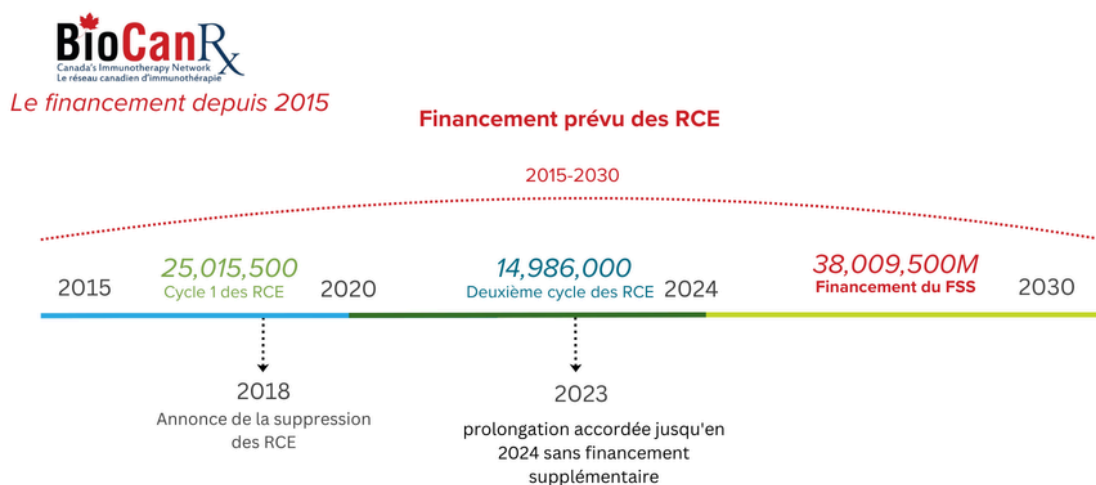 BioCanRx
Canada's Immunotherapy Network
Le réseau canadien d'immunothérapie
Le financement depuis 2015
Financement prévu des RCE
2015-2030
2015
25,015,500
Cycle 1 des RCE
2020
14,986,000
Deuxième cycle des RCE
2024
38,009,500M
Financement du FSS
2030
2018
Annonce de la suppression
des RCE
2023
prolongation accordée jusqu'en
2024 sans financement
supplémentaire